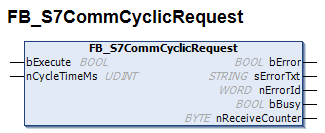 FB_S7CommCyclicRequest
FB_S7CommCyclicRequest
bExecute BOOL BOOL bError
nCycleTimeMs UDINT STRING sErrorTxt
WORD nErrorId
BOOL bBusy
BYTE nReceiveCounter